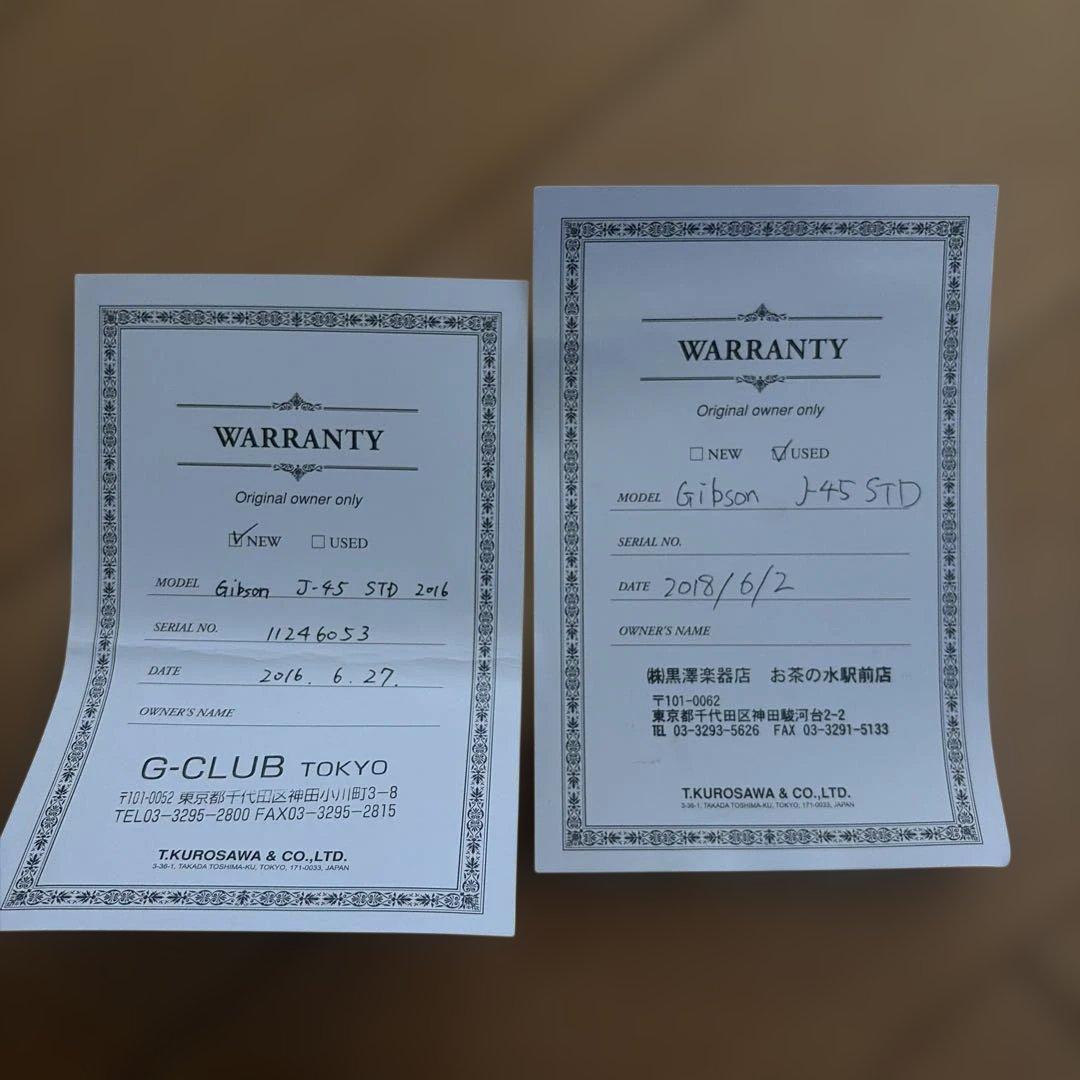 WARRANTY
Original owner only
☑ NEW ☐ USED
MODEL Gibson J-45 STD 2016
SERIAL NO. 11246053
DATE 2016. 6. 27.
OWNER'S NAME
G-CLUB TOKYO
〒101-0052 東京都千代田区神田小川町3-8
TEL03-3295-2800 FAX03-3295-2815
T.KUROSAWA & CO.,LTD.
3-36-1, TAKADA TOSHIMA-KU, TOKYO, 171-0033, JAPAN
WARRANTY
Original owner only
☐ NEW ☑ USED
MODEL Gibson J-45 STD
SERIAL NO.
DATE 2018/6/2
OWNER'S NAME
㈱黒澤楽器店 お茶の水駅前店
〒101-0062
東京都千代田区神田駿河台2-2
℡ 03-3293-5626 FAX 03-3291-5133
T.KUROSAWA & CO.,LTD.
3-36-1, TAKADA TOSHIMA-KU, TOKYO, 171-0033, JAPAN